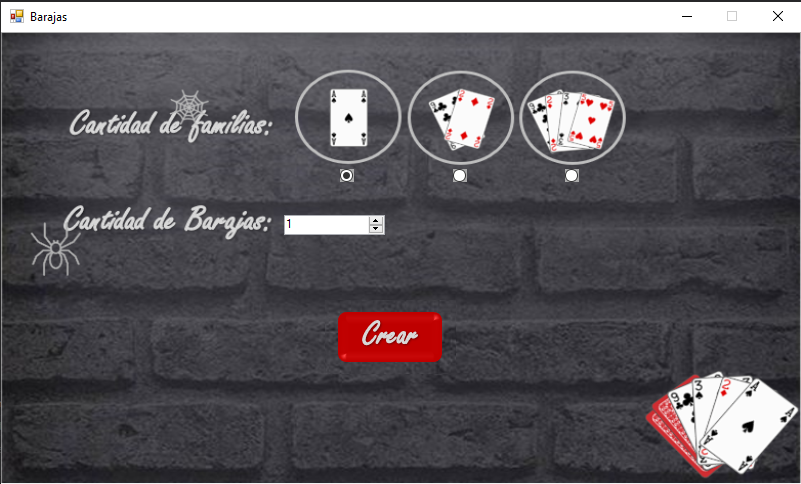 Barajas
Cantidad de familias:
Cantidad de Barajas:
1
Crear